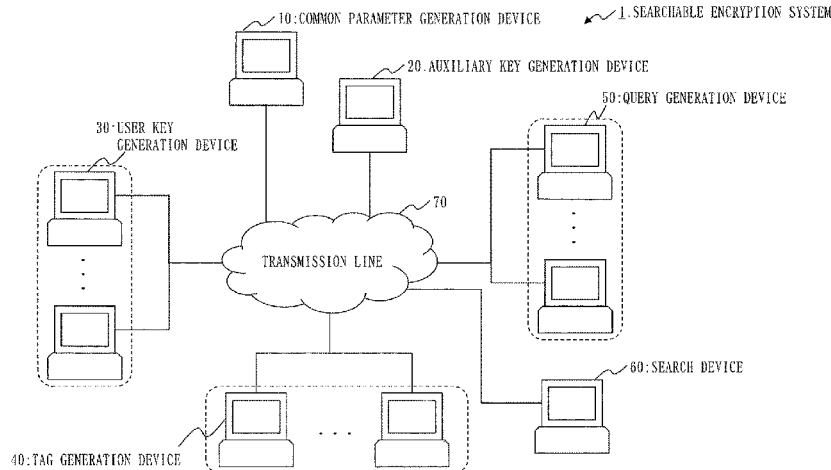 10:COMMON PARAMETER GENERATION DEVICE
1.SEARCHABLE ENCRYPTION SYSTEM
20.AUXILIARY KEY GENERATION DEVICE
50:QUERY GENERATION DEVICE
30:USER KEY
GENERATION DEVICE
70
TRANSMISSION LINE
60:SEARCH DEVICE
40:TAG GENERATION DEVICE